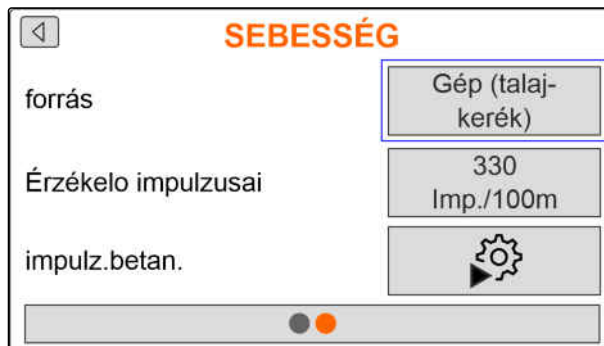 SEBESSÉG
forrás
Gép (talaj-
kerék)
Érzékelo impulzusai
330
Imp./100m
impulz.betan.